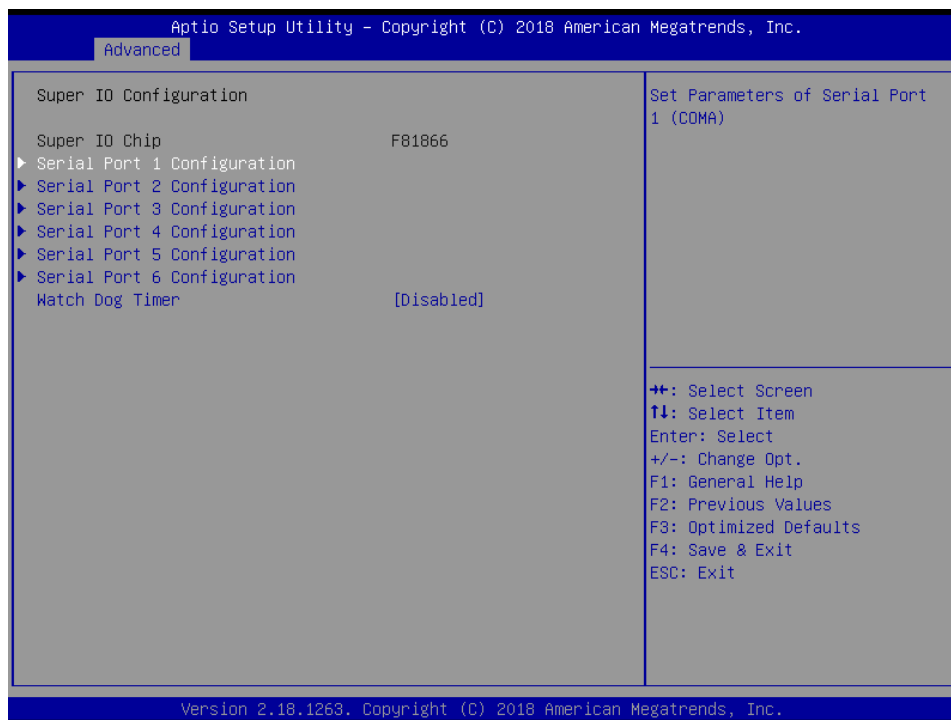 Aptio Setup Utility – Copyright (C) 2018 American Megatrends, Inc.
Advanced
Super IO Configuration
Super IO Chip F81866
▶ Serial Port 1 Configuration
▶ Serial Port 2 Configuration
▶ Serial Port 3 Configuration
▶ Serial Port 4 Configuration
▶ Serial Port 5 Configuration
▶ Serial Port 6 Configuration
Watch Dog Timer [Disabled]
Set Parameters of Serial Port
1 (COMA)
→←: Select Screen
↑↓: Select Item
Enter: Select
+/-: Change Opt.
F1: General Help
F2: Previous Values
F3: Optimized Defaults
F4: Save & Exit
ESC: Exit
Version 2.18.1263. Copyright (C) 2018 American Megatrends, Inc.